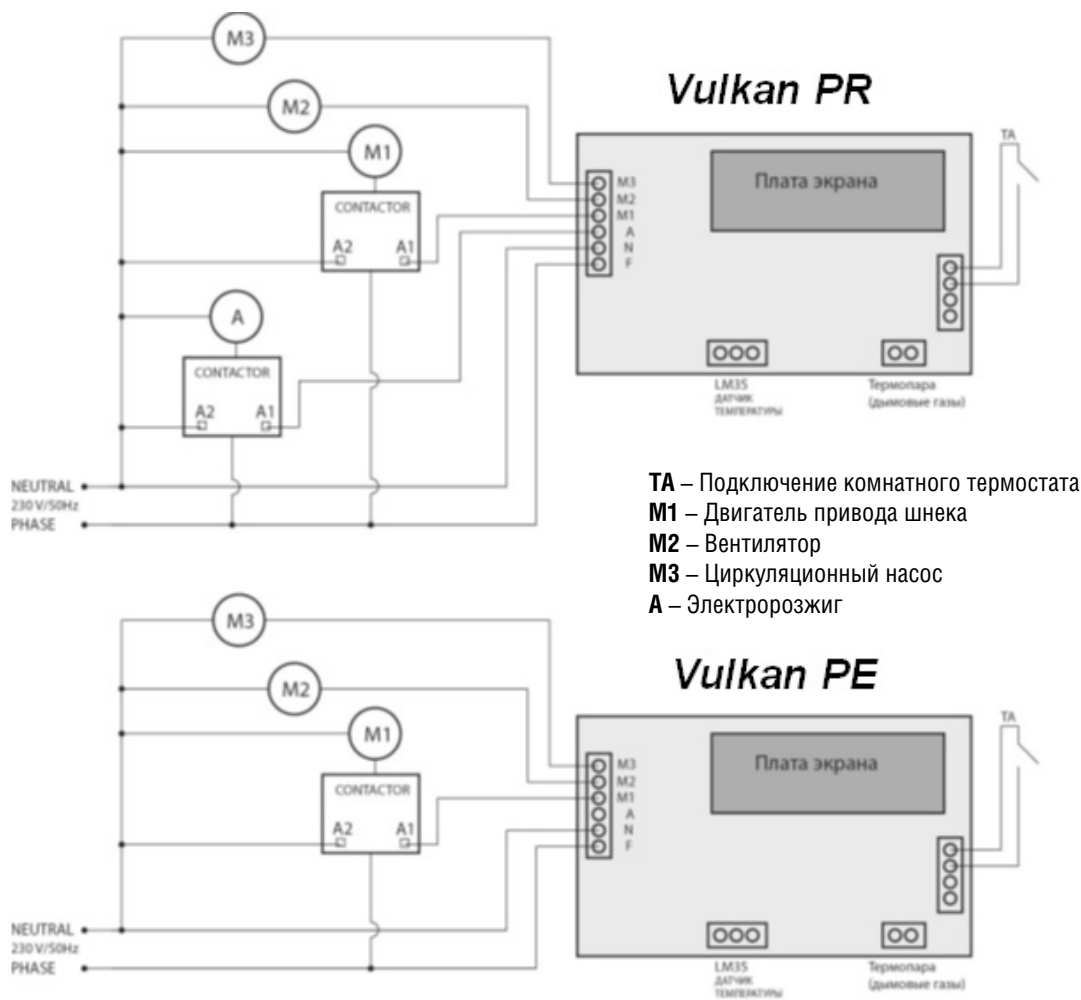 M3
Vulkan PR
M2
M1
TA
Плата экрана
M3
M2
M1
A
N
F
CONTACTOR
A2 A1
A
CONTACTOR
A2 A1
LM35
ДАТЧИК
ТЕМПЕРАТУРЫ
Термопара
(дымовые газы)
NEUTRAL
230 V/50Hz
PHASE
TA – Подключение комнатного термостата
M1 – Двигатель привода шнека
M2 – Вентилятор
M3 – Циркуляционный насос
A – Электророзжиг
M3
Vulkan PE
M2
M1
TA
Плата экрана
M3
M2
M1
A
N
F
CONTACTOR
A2 A1
NEUTRAL
230 V/50Hz
PHASE
LM35
ДАТЧИК
ТЕМПЕРАТУРЫ
Термопара
(дымовые газы)